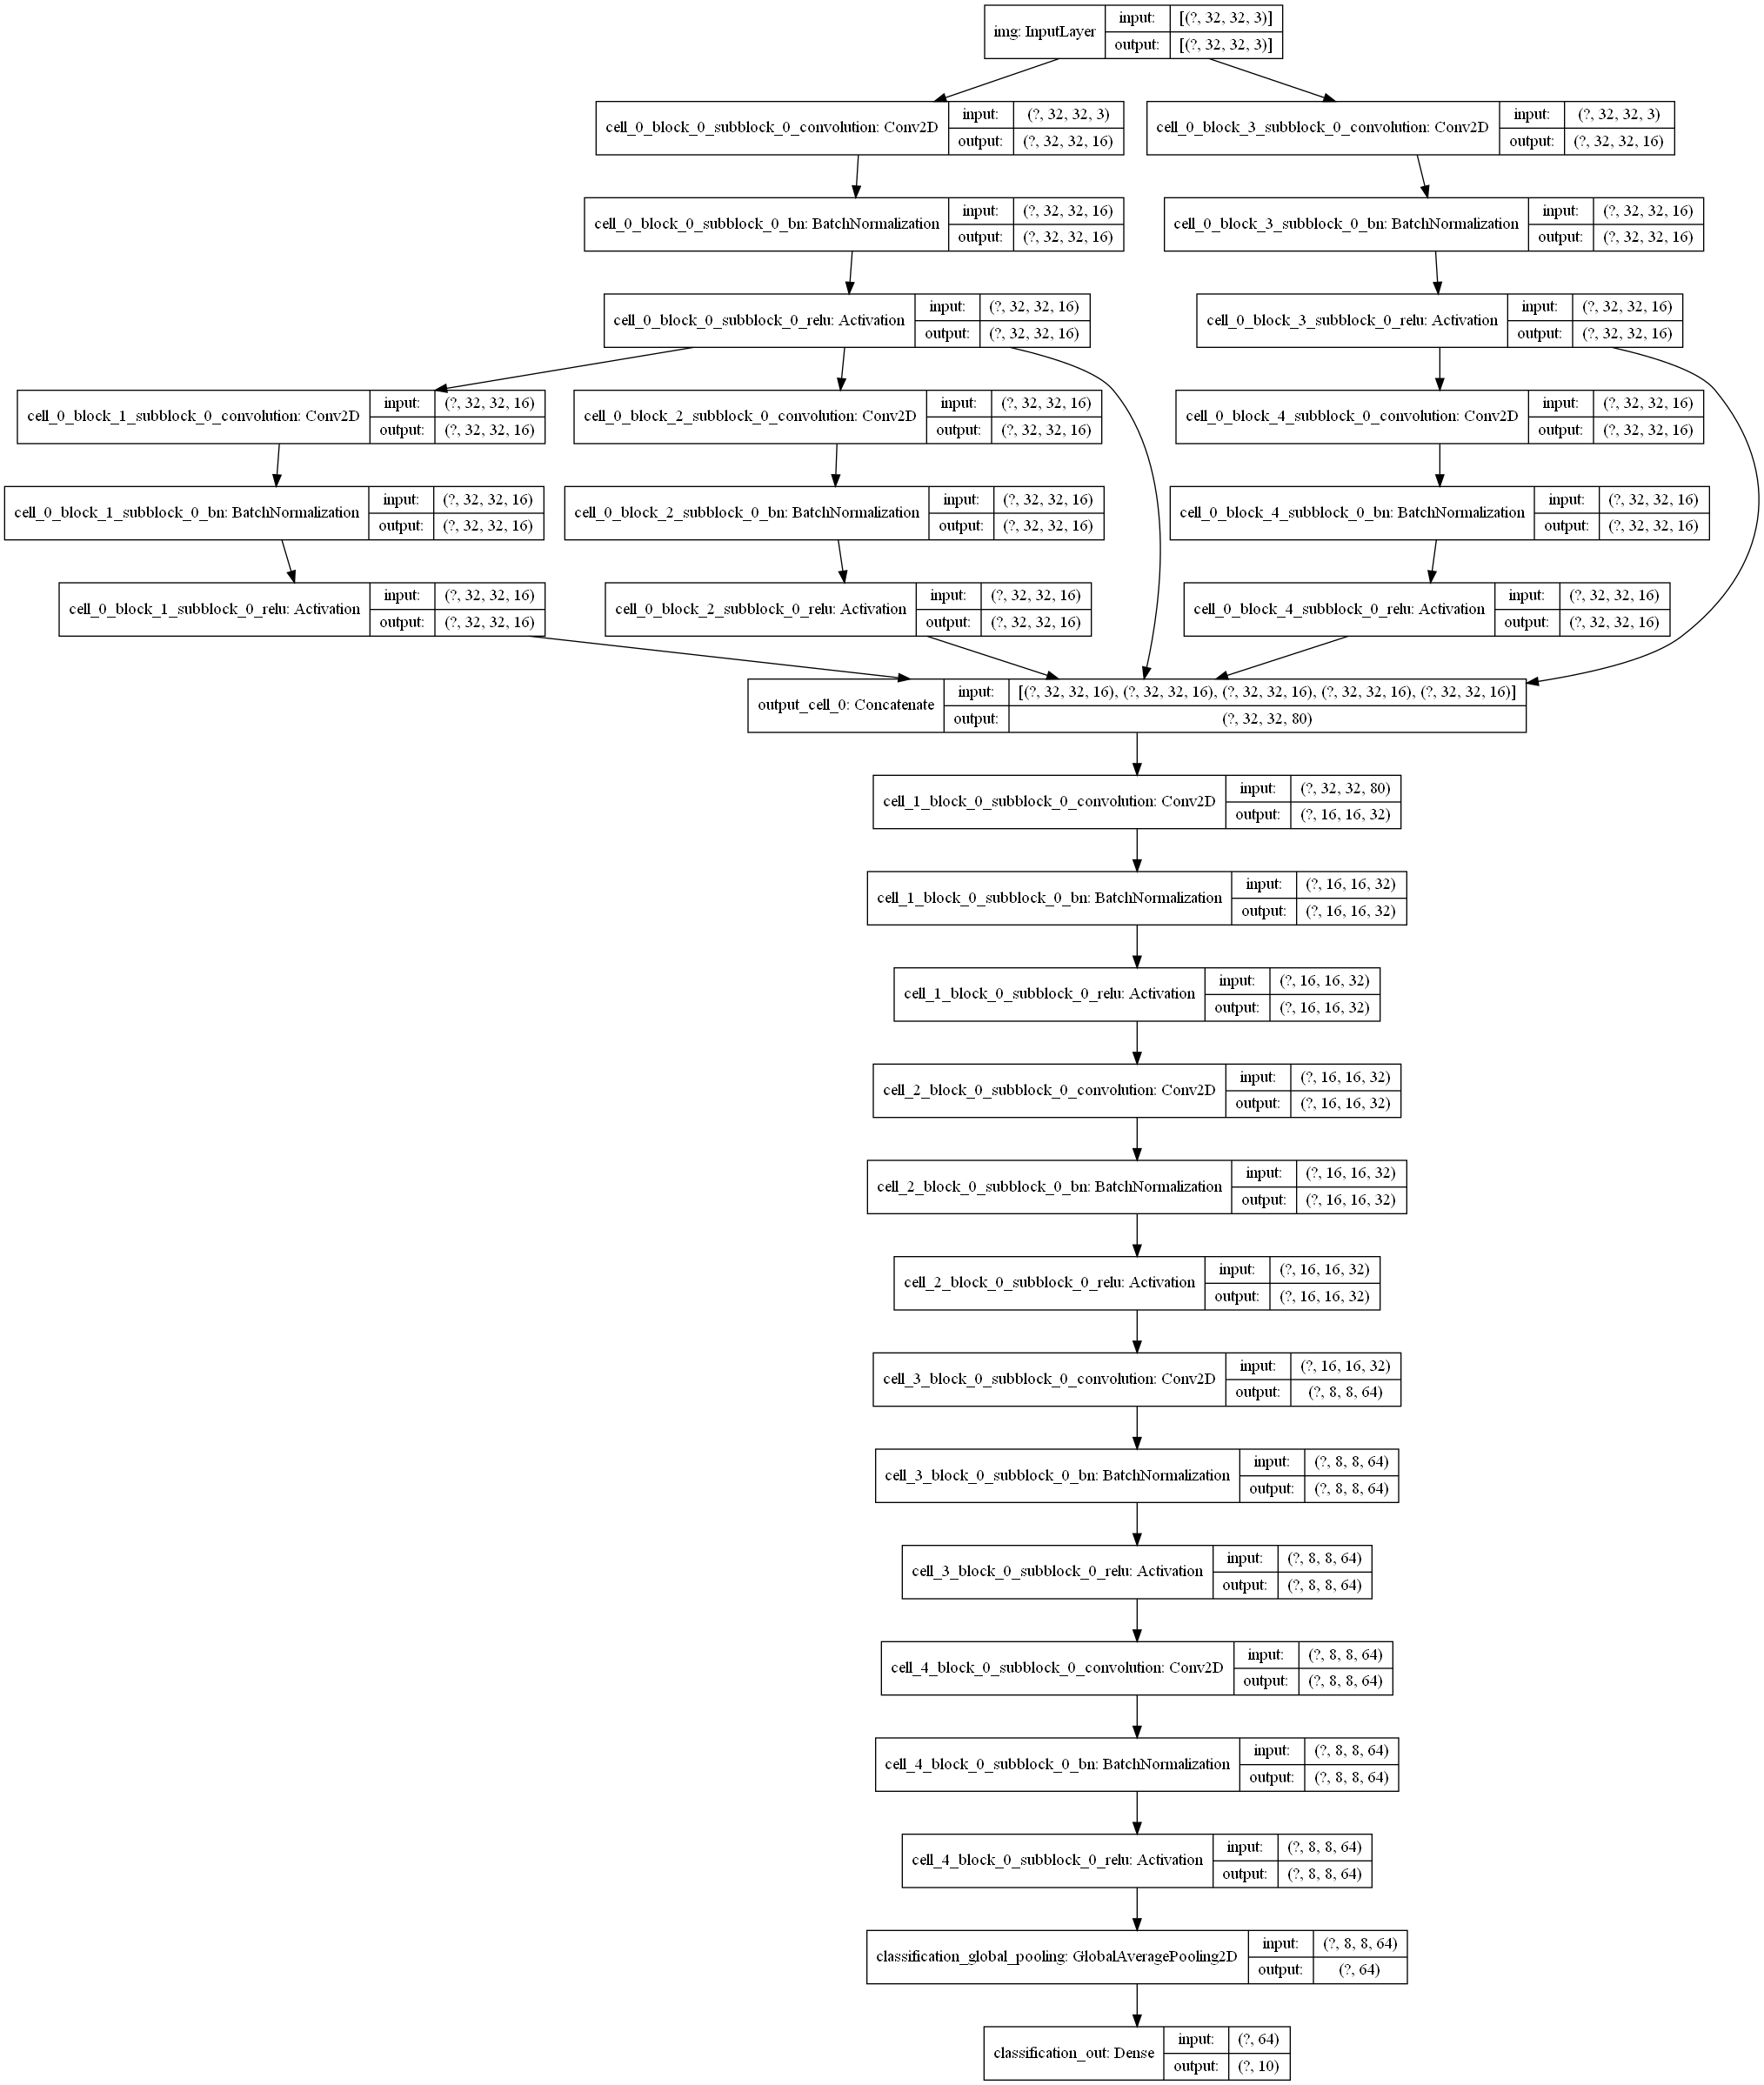 img: InputLayer
input: [(?, 32, 32, 3)]
output: [(?, 32, 32, 3)]
cell_0_block_0_subblock_0_convolution: Conv2D
input: (?, 32, 32, 3)
output: (?, 32, 32, 16)
cell_0_block_3_subblock_0_convolution: Conv2D
input: (?, 32, 32, 3)
output: (?, 32, 32, 16)
cell_0_block_0_subblock_0_bn: BatchNormalization
input: (?, 32, 32, 16)
output: (?, 32, 32, 16)
cell_0_block_3_subblock_0_bn: BatchNormalization
input: (?, 32, 32, 16)
output: (?, 32, 32, 16)
cell_0_block_0_subblock_0_relu: Activation
input: (?, 32, 32, 16)
output: (?, 32, 32, 16)
cell_0_block_3_subblock_0_relu: Activation
input: (?, 32, 32, 16)
output: (?, 32, 32, 16)
cell_0_block_1_subblock_0_convolution: Conv2D
input: (?, 32, 32, 16)
output: (?, 32, 32, 16)
cell_0_block_2_subblock_0_convolution: Conv2D
input: (?, 32, 32, 16)
output: (?, 32, 32, 16)
cell_0_block_4_subblock_0_convolution: Conv2D
input: (?, 32, 32, 16)
output: (?, 32, 32, 16)
cell_0_block_1_subblock_0_bn: BatchNormalization
input: (?, 32, 32, 16)
output: (?, 32, 32, 16)
cell_0_block_2_subblock_0_bn: BatchNormalization
input: (?, 32, 32, 16)
output: (?, 32, 32, 16)
cell_0_block_4_subblock_0_bn: BatchNormalization
input: (?, 32, 32, 16)
output: (?, 32, 32, 16)
cell_0_block_1_subblock_0_relu: Activation
input: (?, 32, 32, 16)
output: (?, 32, 32, 16)
cell_0_block_2_subblock_0_relu: Activation
input: (?, 32, 32, 16)
output: (?, 32, 32, 16)
cell_0_block_4_subblock_0_relu: Activation
input: (?, 32, 32, 16)
output: (?, 32, 32, 16)
output_cell_0: Concatenate
input: [(?, 32, 32, 16), (?, 32, 32, 16), (?, 32, 32, 16), (?, 32, 32, 16), (?, 32, 32, 16)]
output: (?, 32, 32, 80)
cell_1_block_0_subblock_0_convolution: Conv2D
input: (?, 32, 32, 80)
output: (?, 16, 16, 32)
cell_1_block_0_subblock_0_bn: BatchNormalization
input: (?, 16, 16, 32)
output: (?, 16, 16, 32)
cell_1_block_0_subblock_0_relu: Activation
input: (?, 16, 16, 32)
output: (?, 16, 16, 32)
cell_2_block_0_subblock_0_convolution: Conv2D
input: (?, 16, 16, 32)
output: (?, 16, 16, 32)
cell_2_block_0_subblock_0_bn: BatchNormalization
input: (?, 16, 16, 32)
output: (?, 16, 16, 32)
cell_2_block_0_subblock_0_relu: Activation
input: (?, 16, 16, 32)
output: (?, 16, 16, 32)
cell_3_block_0_subblock_0_convolution: Conv2D
input: (?, 16, 16, 32)
output: (?, 8, 8, 64)
cell_3_block_0_subblock_0_bn: BatchNormalization
input: (?, 8, 8, 64)
output: (?, 8, 8, 64)
cell_3_block_0_subblock_0_relu: Activation
input: (?, 8, 8, 64)
output: (?, 8, 8, 64)
cell_4_block_0_subblock_0_convolution: Conv2D
input: (?, 8, 8, 64)
output: (?, 8, 8, 64)
cell_4_block_0_subblock_0_bn: BatchNormalization
input: (?, 8, 8, 64)
output: (?, 8, 8, 64)
cell_4_block_0_subblock_0_relu: Activation
input: (?, 8, 8, 64)
output: (?, 8, 8, 64)
classification_global_pooling: GlobalAveragePooling2D
input: (?, 8, 8, 64)
output: (?, 64)
classification_out: Dense
input: (?, 64)
output: (?, 10)